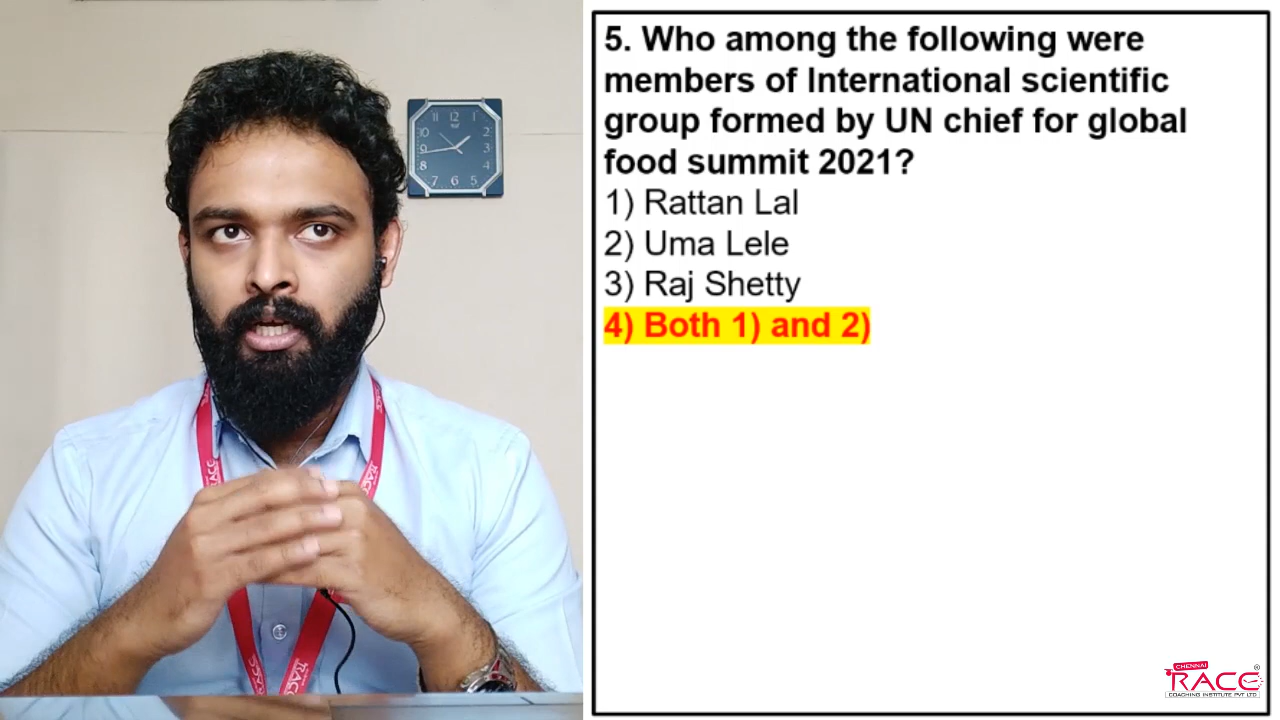 5. Who among the following were
members of International scientific
group formed by UN chief for global
food summit 2021?
1) Rattan Lal
2) Uma Lele
3) Raj Shetty
4) Both 1) and 2)
CHENNAI
RACE
COACHING INSTITUTE PVT LTD